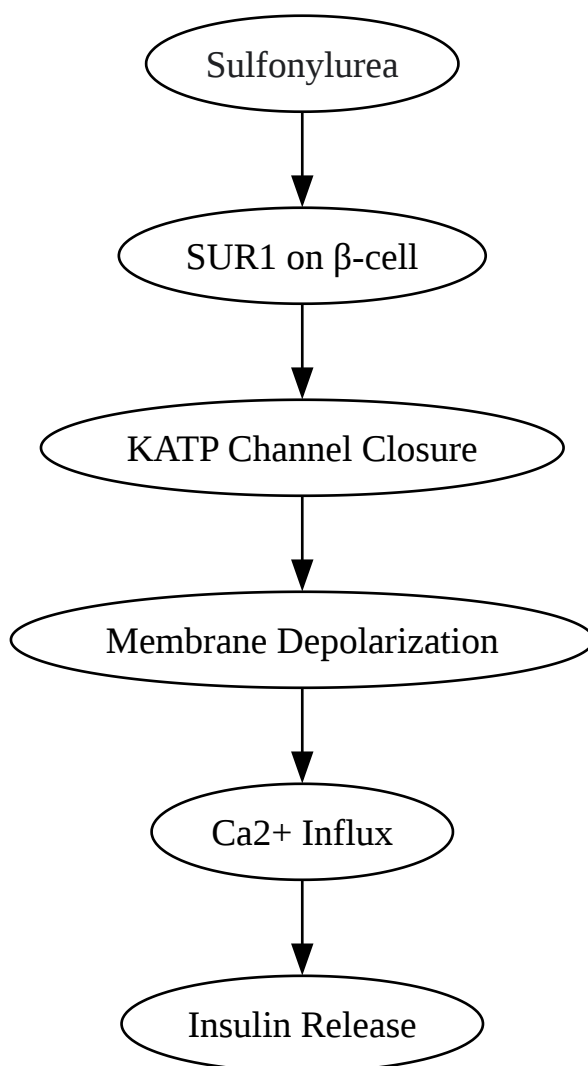 Sulfonylurea
SUR1 on β-cell
KATP Channel Closure
Membrane Depolarization
Ca2+ Influx
Insulin Release